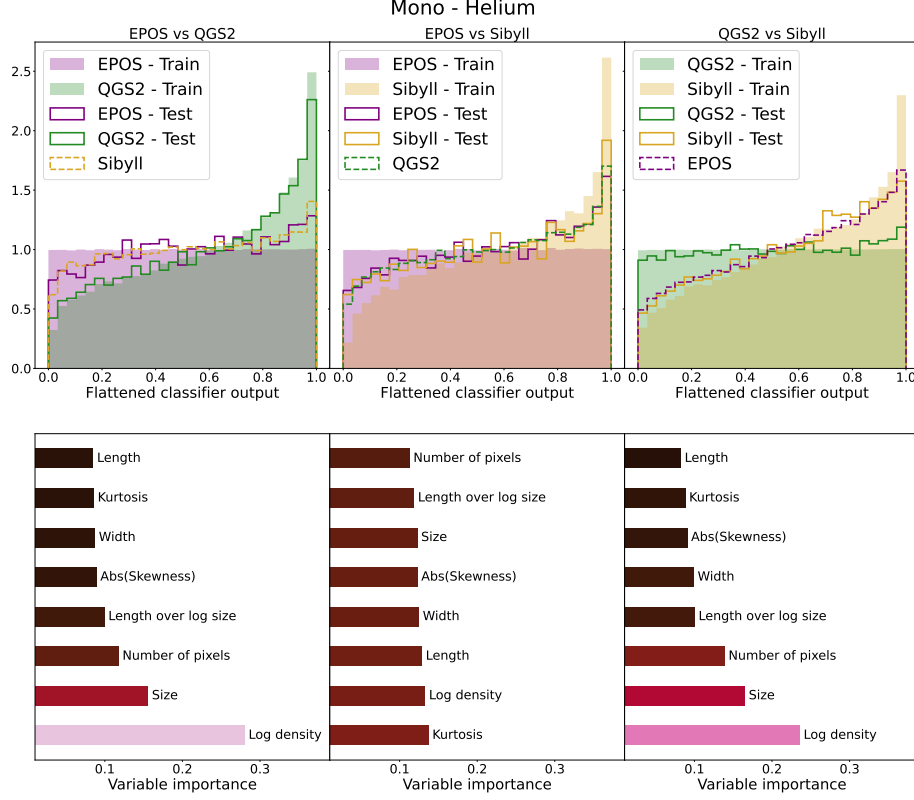 Mono - Helium
EPOS vs QGS2
EPOS vs Sibyll
QGS2 vs Sibyll
2.5
2.0
1.5
1.0
0.5
0.0
EPOS - Train
QGS2 - Train
EPOS - Test
QGS2 - Test
Sibyll
EPOS - Train
Sibyll - Train
EPOS - Test
Sibyll - Test
QGS2
QGS2 - Train
Sibyll - Train
QGS2 - Test
Sibyll - Test
EPOS
0.0 0.2 0.4 0.6 0.8 1.0
0.0 0.2 0.4 0.6 0.8 1.0
0.0 0.2 0.4 0.6 0.8 1.0
Flattened classifier output
Flattened classifier output
Flattened classifier output
Length
Kurtosis
Width
Abs(Skewness)
Length over log size
Number of pixels
Size
Log density
0.1 0.2 0.3
Variable importance
Number of pixels
Length over log size
Size
Abs(Skewness)
Width
Length
Log density
Kurtosis
0.1 0.2 0.3
Variable importance
Length
Kurtosis
Abs(Skewness)
Width
Length over log size
Number of pixels
Size
Log density
0.1 0.2 0.3
Variable importance